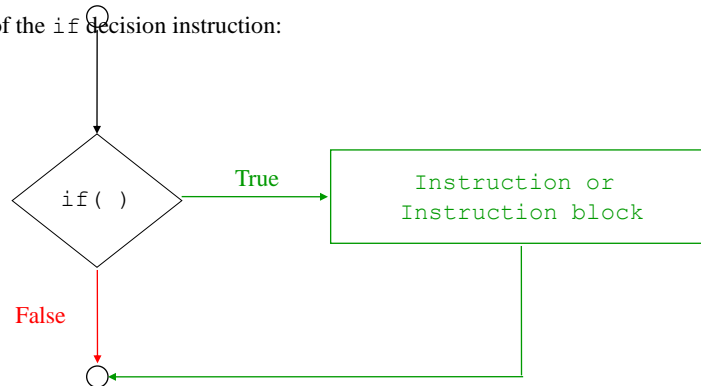 of the if decision instruction:
True
Instruction or
if( )
Instruction block
False